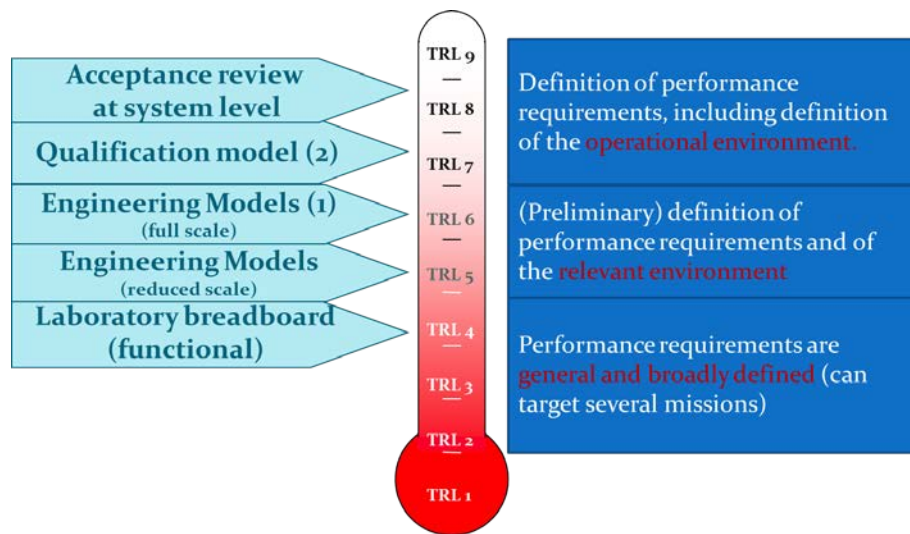 Acceptance review
at system level
Qualification model (2)
Engineering Models (1)
(full scale)
Engineering Models
(reduced scale)
Laboratory breadboard
(functional)
TRL 9
TRL 8
TRL 7
TRL 6
TRL 5
TRL 4
TRL 3
TRL 2
TRL 1
Definition of performance
requirements, including definition
of the operational environment.
(Preliminary) definition of
performance requirements and of
the relevant environment
Performance requirements are
general and broadly defined (can
target several missions)